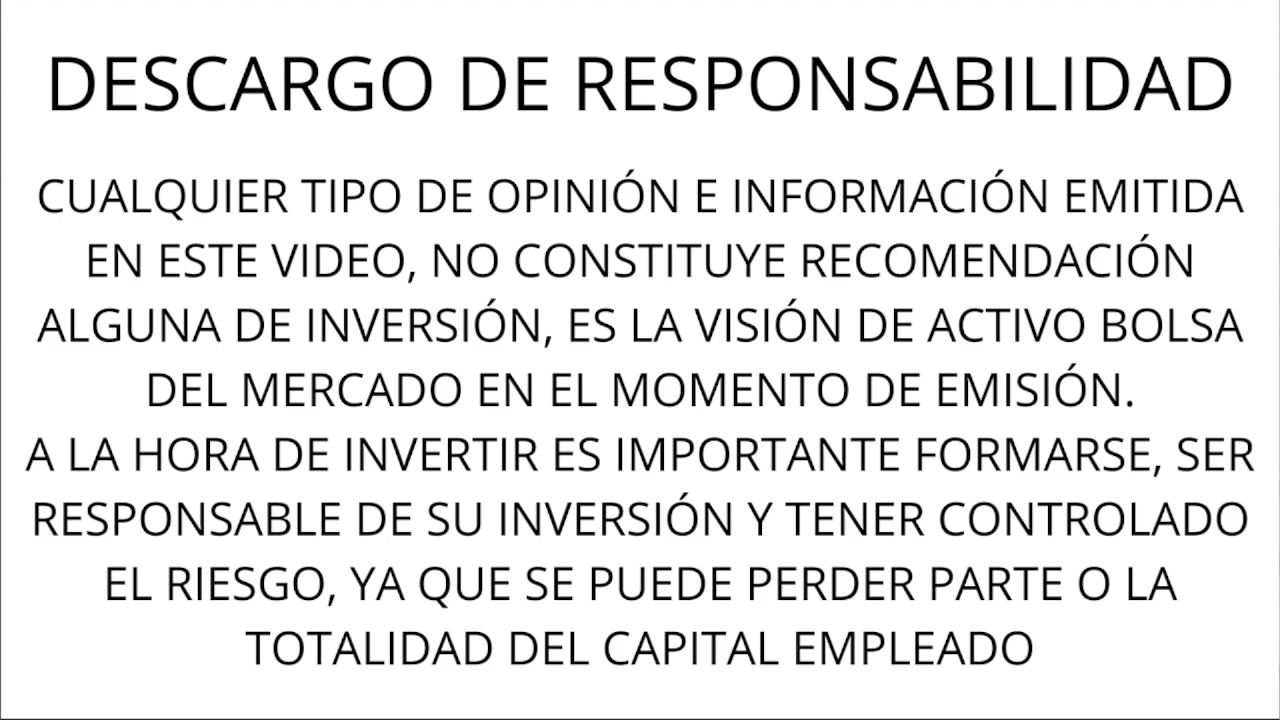 DESCARGO DE RESPONSABILIDAD
CUALQUIER TIPO DE OPINIÓN E INFORMACIÓN EMITIDA
EN ESTE VIDEO, NO CONSTITUYE RECOMENDACIÓN
ALGUNA DE INVERSIÓN, ES LA VISIÓN DE ACTIVO BOLSA
DEL MERCADO EN EL MOMENTO DE EMISIÓN.
A LA HORA DE INVERTIR ES IMPORTANTE FORMARSE, SER
RESPONSABLE DE SU INVERSIÓN Y TENER CONTROLADO
EL RIESGO, YA QUE SE PUEDE PERDER PARTE O LA
TOTALIDAD DEL CAPITAL EMPLEADO